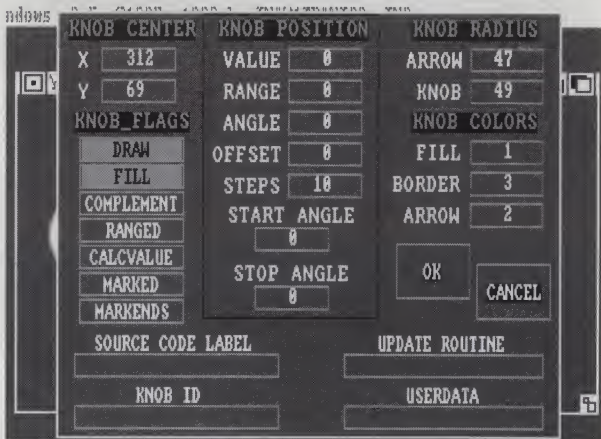 ndows
KNOB CENTER
X 312
Y 69
KNOB_FLAGS
DRAW
FILL
COMPLEMENT
RANGED
CALCVALUE
MARKED
MARKENDS
KNOB POSITION
VALUE 0
RANGE 0
ANGLE 0
OFFSET 0
STEPS 10
START ANGLE
0
STOP ANGLE
0
KNOB RADIUS
ARROW 47
KNOB 49
KNOB COLORS
FILL 1
BORDER 3
ARROW 2
OK
CANCEL
SOURCE CODE LABEL
UPDATE ROUTINE
KNOB ID
USERDATA